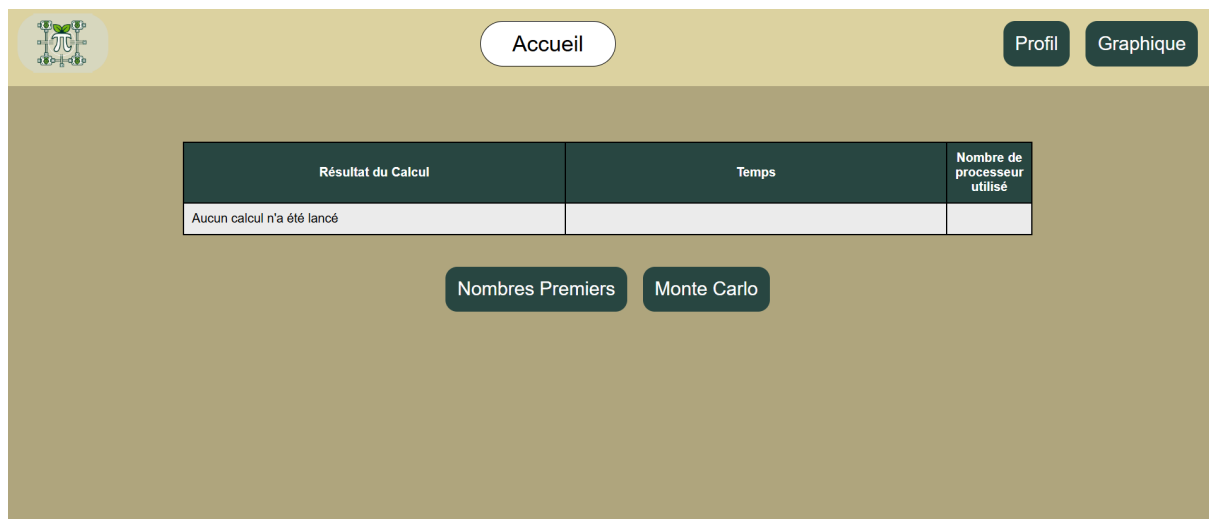 π
Accueil
Profil
Graphique
Résultat du Calcul
Temps
Nombre de
processeur
utilisé
Aucun calcul n'a été lancé
Nombres Premiers
Monte Carlo